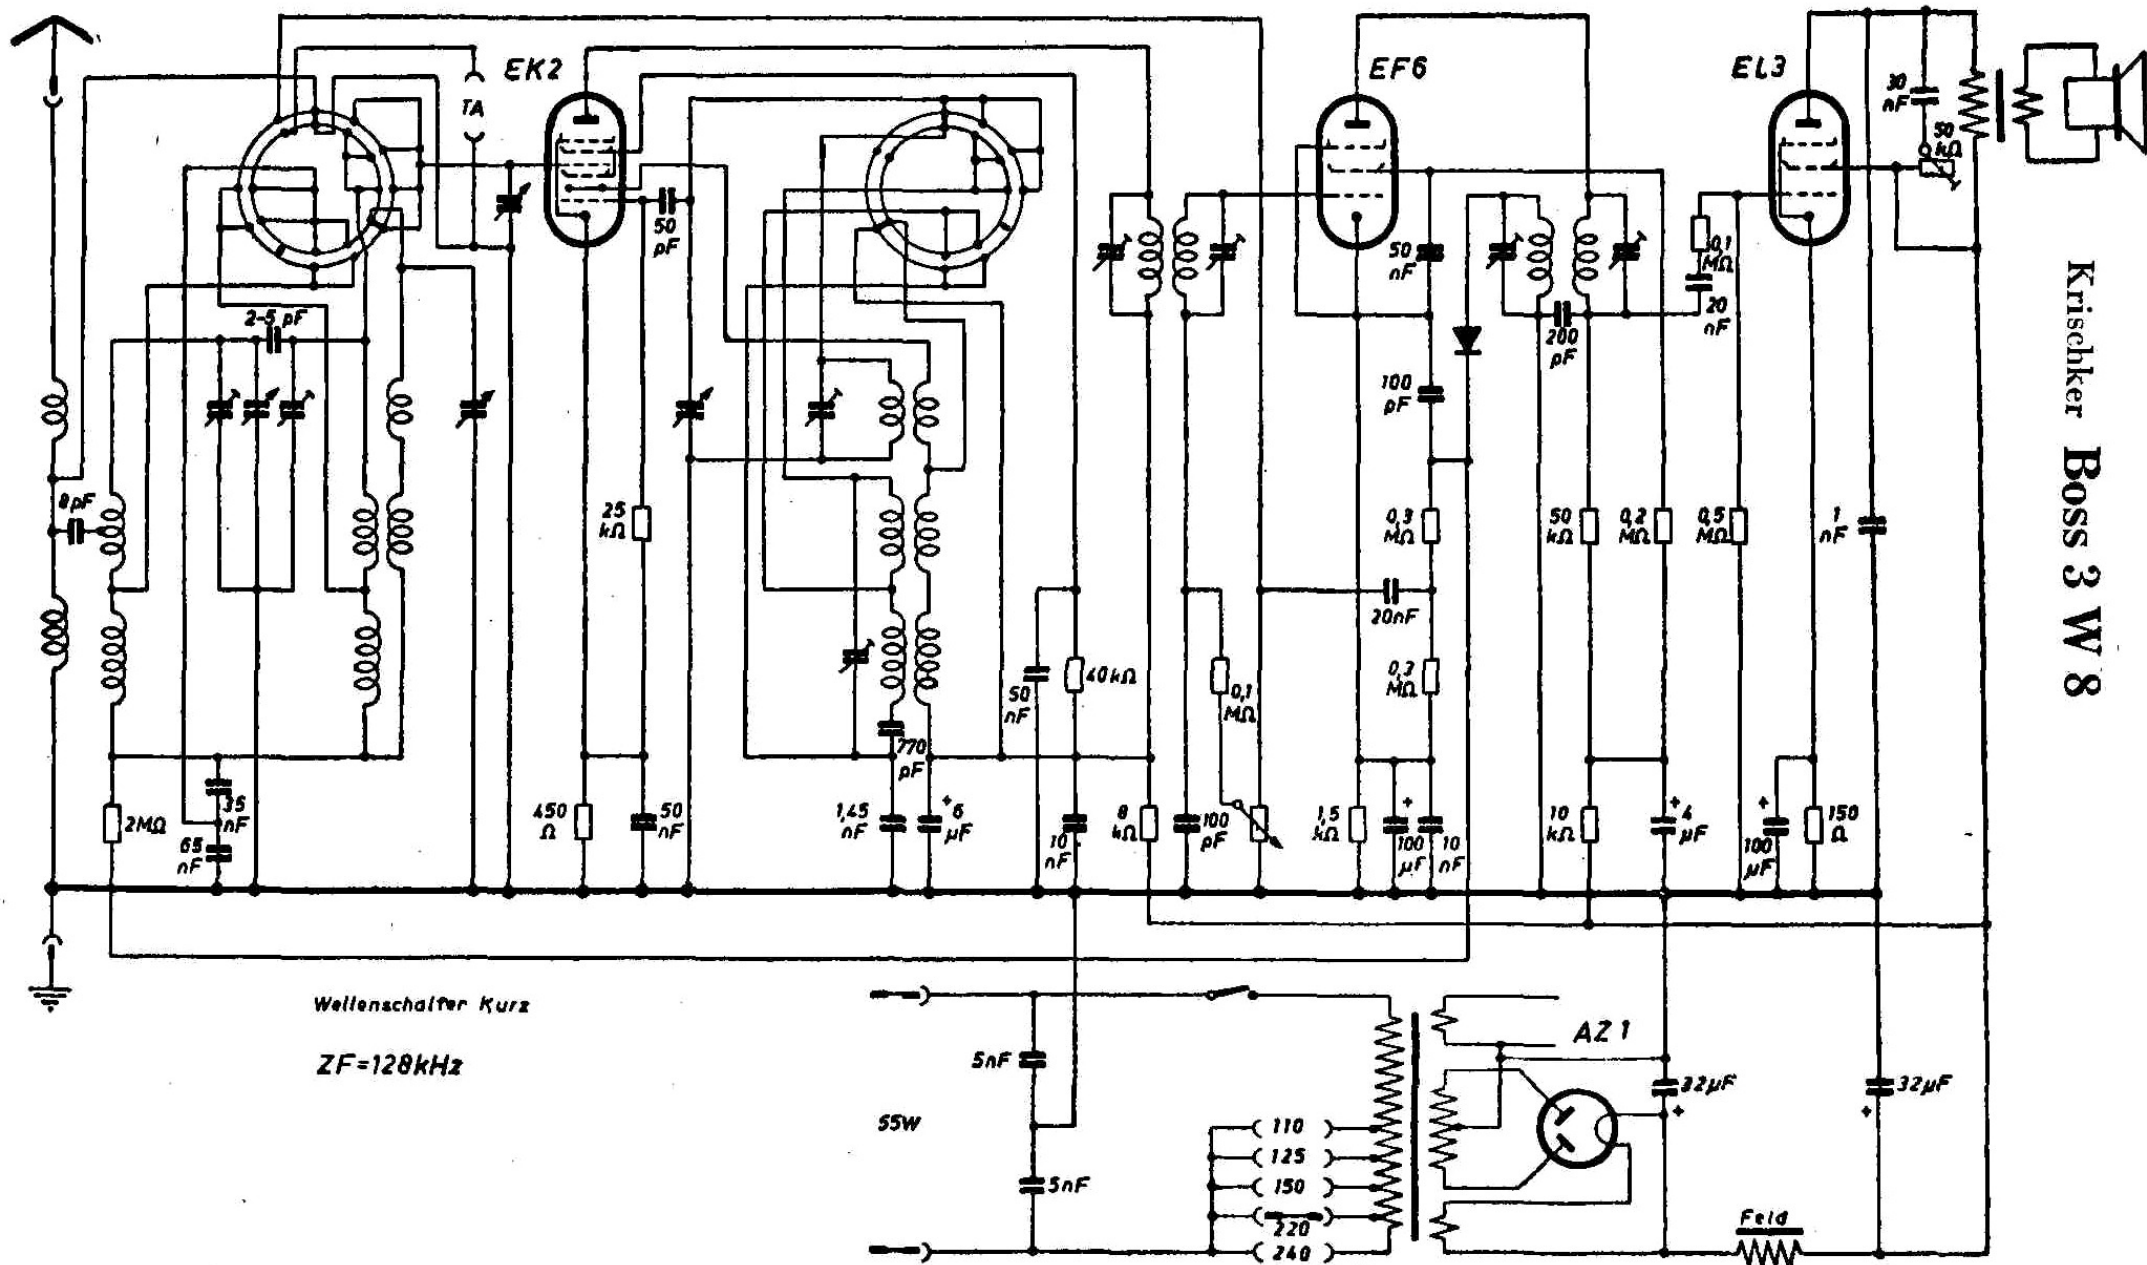 EK2
EF6
EL3
TA
30
nF
50
kΩ
50
pF
50
nF
0,1
MΩ
20
nF
2-5 pF
200
pF
100
pF
8pF
25
kΩ
0,3
MΩ
50
kΩ
0,2
MΩ
0,5
MΩ
1
nF
20nF
0,3
MΩ
50
nF
40kΩ
0,1
MΩ
770
pF
35
nF
65
nF
2MΩ
450
Ω
50
nF
1,45
nF
+
6
µF
10
nF
8
kΩ
100
pF
1,5
kΩ
+
100
µF
10
nF
10
kΩ
+
4
µF
+
100
µF
150
Ω
Krischker Boss 3 W 8
Wellenschalter Kurz
ZF=128kHz
55W
5nF
5nF
110
125
150
220
240
AZ1
32µF
+
32µF
+
Feld